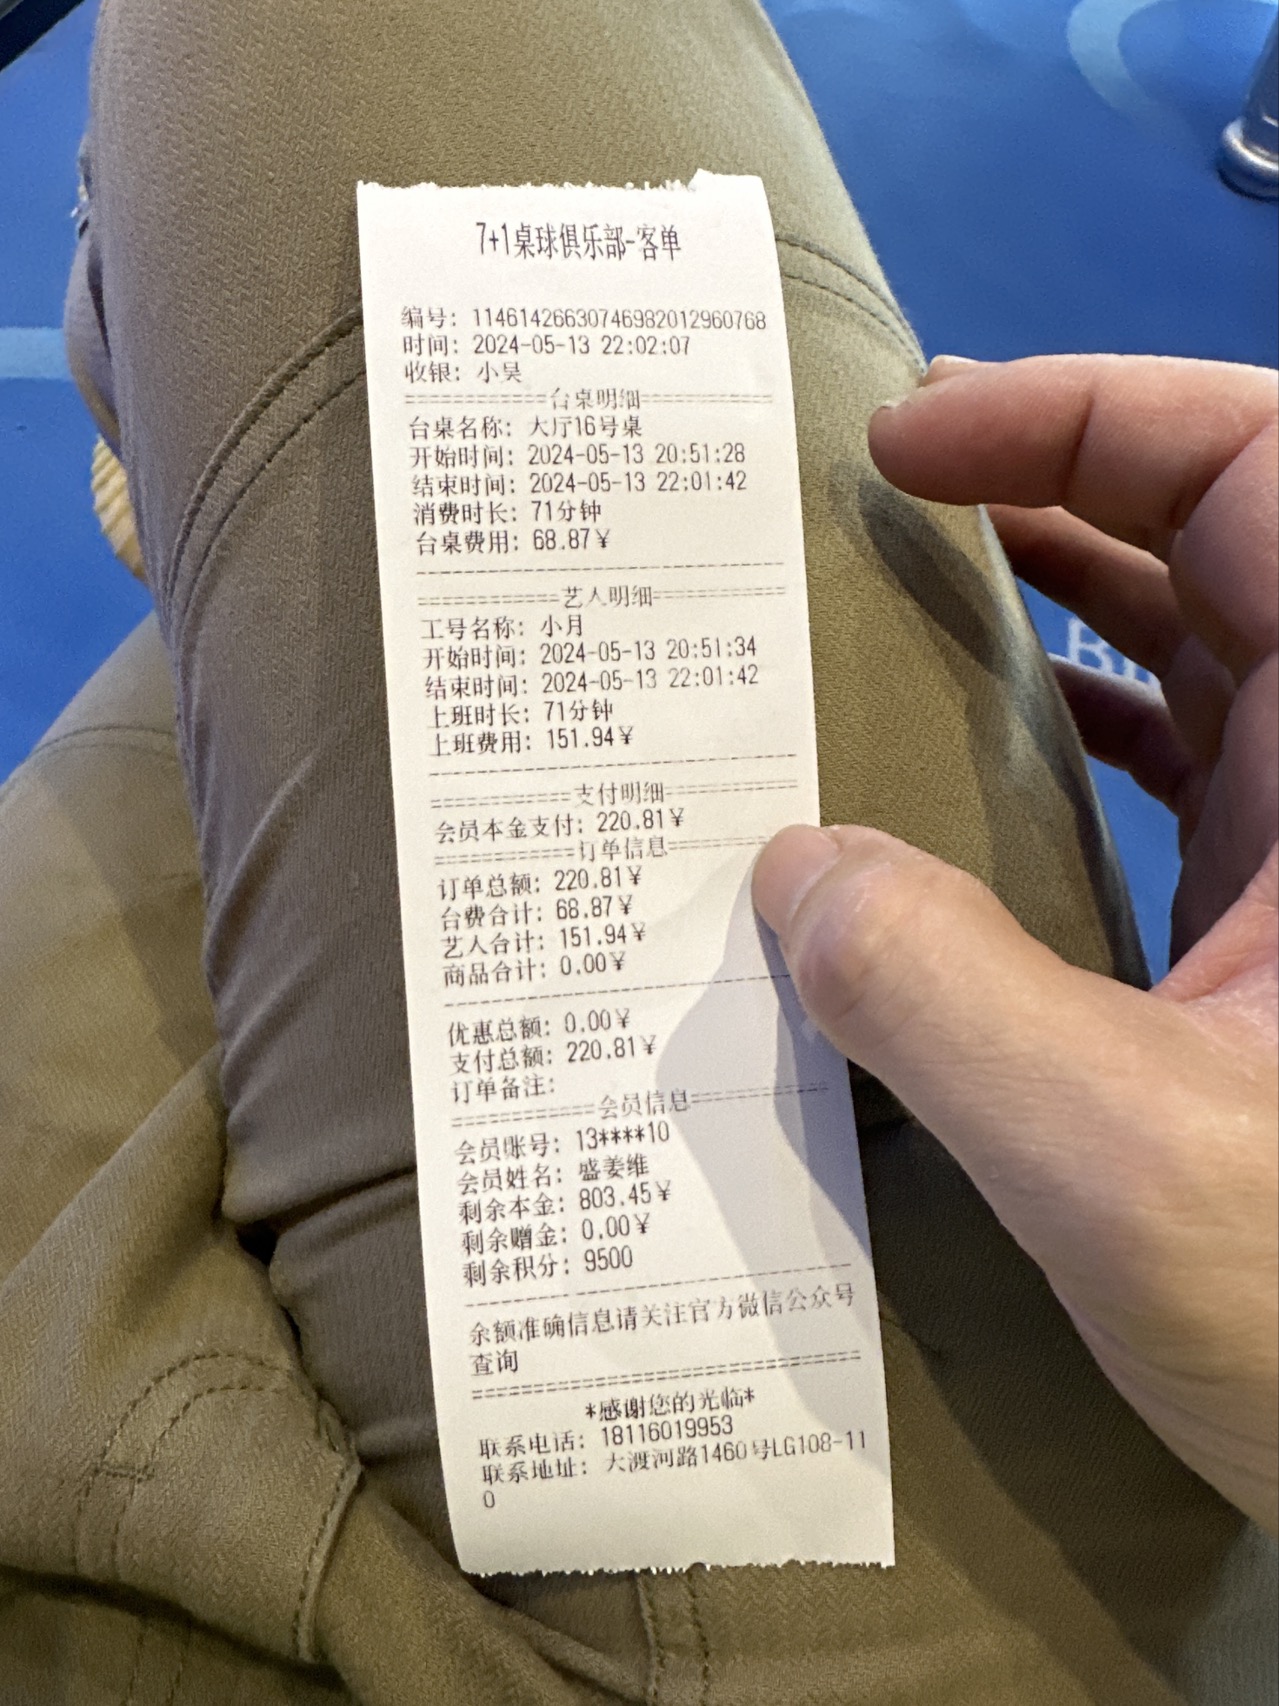 7+1桌球俱乐部-客单
编号: 11461426630746982012960768
时间: 2024-05-13 22:02:07
收银: 小吴
============台桌明细============
台桌名称: 大厅16号桌
开始时间: 2024-05-13 20:51:28
结束时间: 2024-05-13 22:01:42
消费时长: 71分钟
台桌费用: 68.87¥
============艺人明细============
工号名称: 小月
开始时间: 2024-05-13 20:51:34
结束时间: 2024-05-13 22:01:42
上班时长: 71分钟
上班费用: 151.94¥
============支付明细============
会员本金支付: 220.81¥
============订单信息============
订单总额: 220.81¥
台费合计: 68.87¥
艺人合计: 151.94¥
商品合计: 0.00¥
优惠总额: 0.00¥
支付总额: 220.81¥
订单备注:
============会员信息============
会员账号: 13****10
会员姓名: 盛姜维
剩余本金: 803.45¥
剩余赠金: 0.00¥
剩余积分: 9500
余额准确信息请关注官方微信公众号
查询
*感谢您的光临*
联系电话: 18116019953
联系地址: 大渡河路1460号LG108-11
0